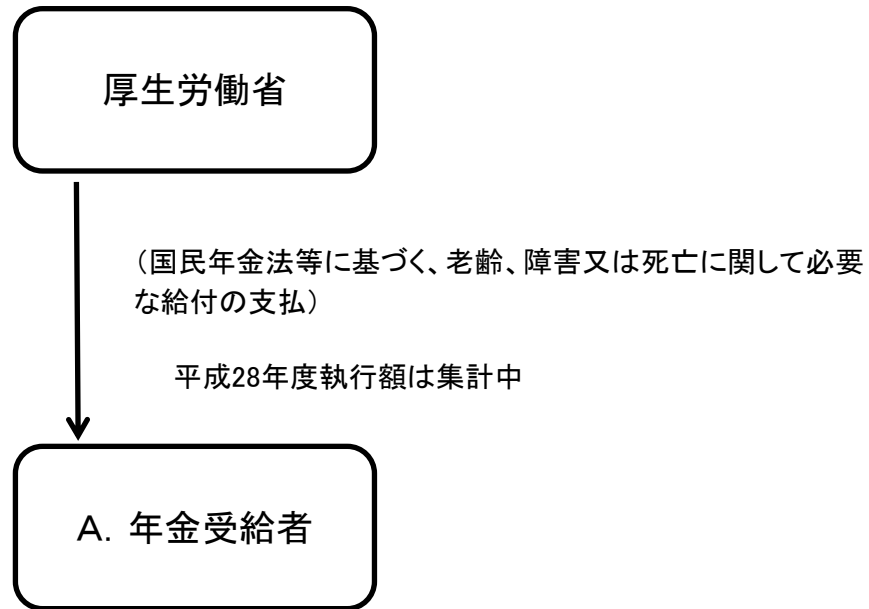 厚生労働省
（国民年金法等に基づく、老齢、障害又は死亡に関して必要
な給付の支払）
平成28年度執行額は集計中
Ａ．年金受給者